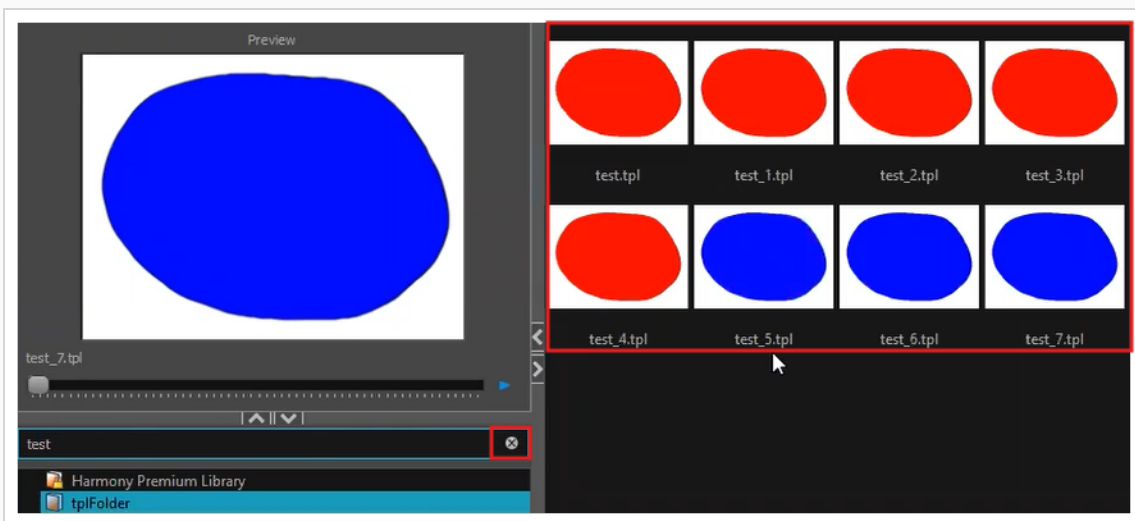 Preview
test.tpl test_1.tpl test_2.tpl test_3.tpl
test_4.tpl test_5.tpl test_6.tpl test_7.tpl
test_7.tpl
test
Harmony Premium Library
tplFolder